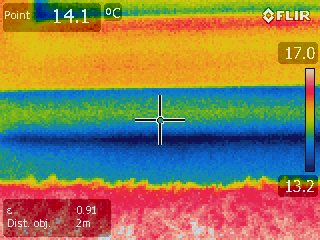 Point 14.1 °C
FLIR
17.0
13.2
ε 0.91
Dist. obj. 2m